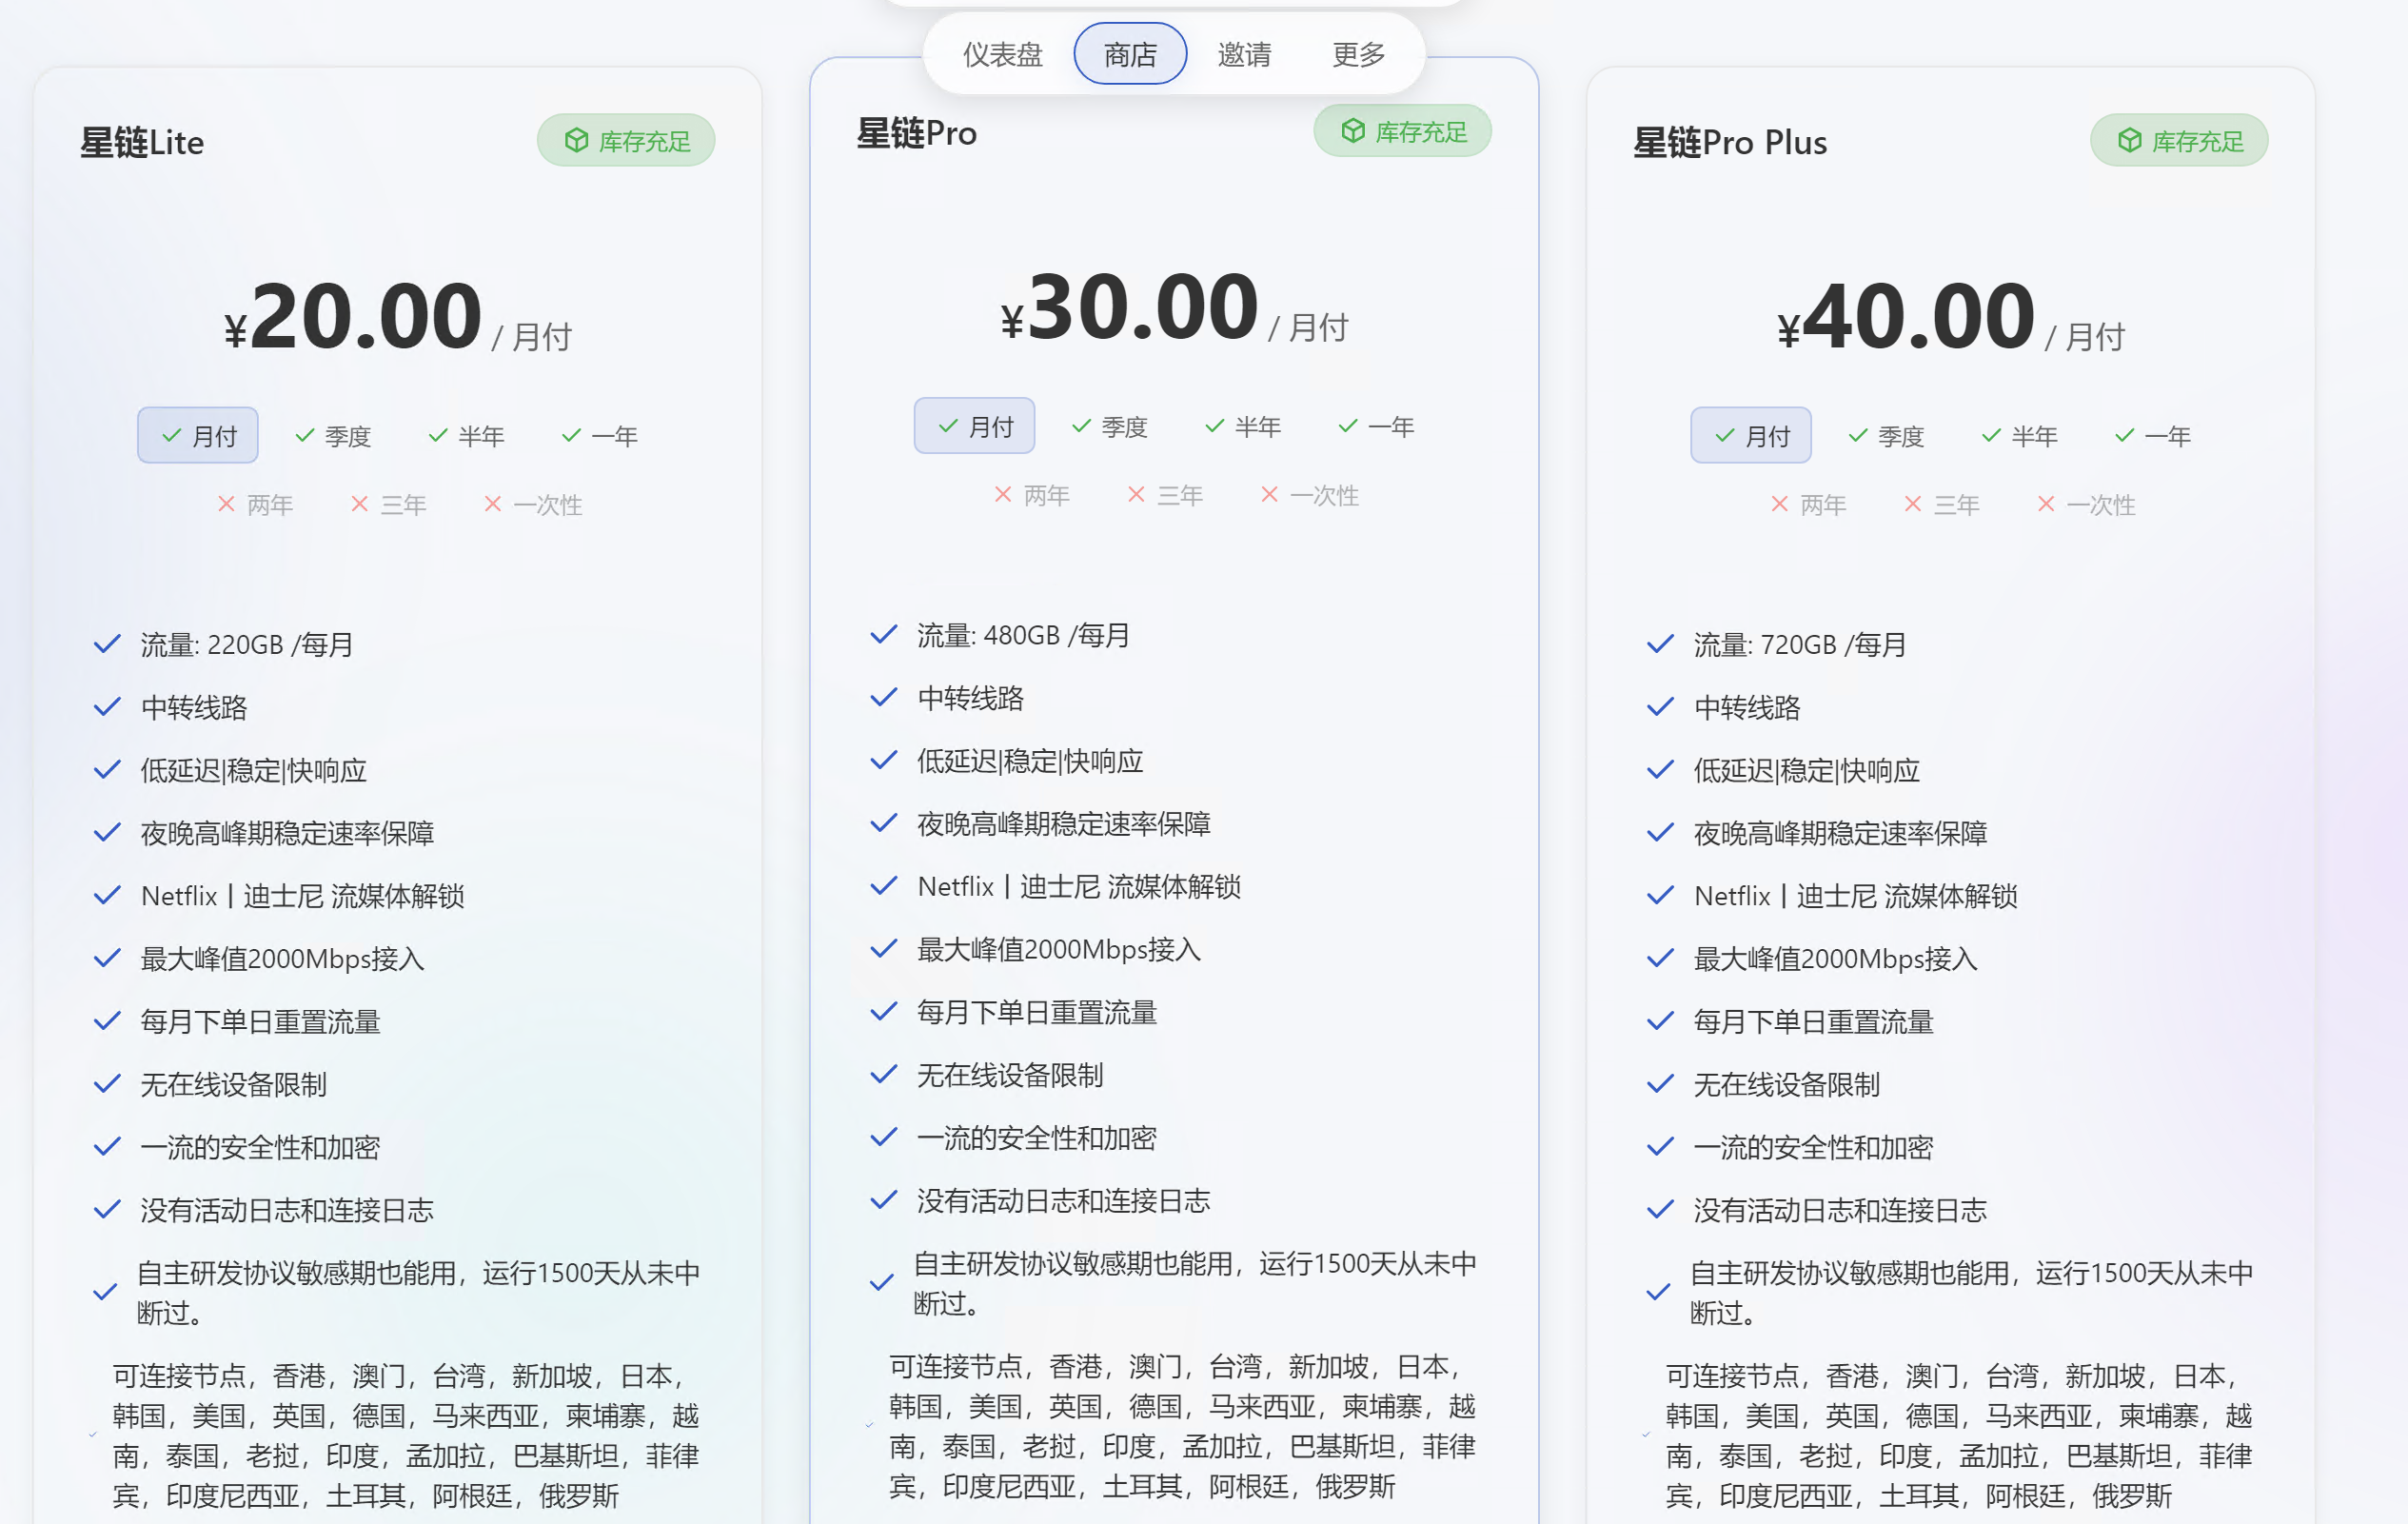 仪表盘 商店 邀请 更多
星链Lite 库存充足
¥20.00 / 月付
月付 季度 半年 一年
两年 三年 一次性
流量: 220GB /每月
中转线路
低延迟|稳定|快响应
夜晚高峰期稳定速率保障
Netflix丨迪士尼 流媒体解锁
最大峰值2000Mbps接入
每月下单日重置流量
无在线设备限制
一流的安全性和加密
没有活动日志和连接日志
自主研发协议敏感期也能用，运行1500天从未中
断过。
可连接节点，香港，澳门，台湾，新加坡，日本，
韩国，美国，英国，德国，马来西亚，柬埔寨，越
南，泰国，老挝，印度，孟加拉，巴基斯坦，菲律
宾，印度尼西亚，土耳其，阿根廷，俄罗斯
星链Pro 库存充足
¥30.00 / 月付
月付 季度 半年 一年
两年 三年 一次性
流量: 480GB /每月
中转线路
低延迟|稳定|快响应
夜晚高峰期稳定速率保障
Netflix丨迪士尼 流媒体解锁
最大峰值2000Mbps接入
每月下单日重置流量
无在线设备限制
一流的安全性和加密
没有活动日志和连接日志
自主研发协议敏感期也能用，运行1500天从未中
断过。
可连接节点，香港，澳门，台湾，新加坡，日本，
韩国，美国，英国，德国，马来西亚，柬埔寨，越
南，泰国，老挝，印度，孟加拉，巴基斯坦，菲律
宾，印度尼西亚，土耳其，阿根廷，俄罗斯
星链Pro Plus 库存充足
¥40.00 / 月付
月付 季度 半年 一年
两年 三年 一次性
流量: 720GB /每月
中转线路
低延迟|稳定|快响应
夜晚高峰期稳定速率保障
Netflix丨迪士尼 流媒体解锁
最大峰值2000Mbps接入
每月下单日重置流量
无在线设备限制
一流的安全性和加密
没有活动日志和连接日志
自主研发协议敏感期也能用，运行1500天从未中
断过。
可连接节点，香港，澳门，台湾，新加坡，日本，
韩国，美国，英国，德国，马来西亚，柬埔寨，越
南，泰国，老挝，印度，孟加拉，巴基斯坦，菲律
宾，印度尼西亚，土耳其，阿根廷，俄罗斯